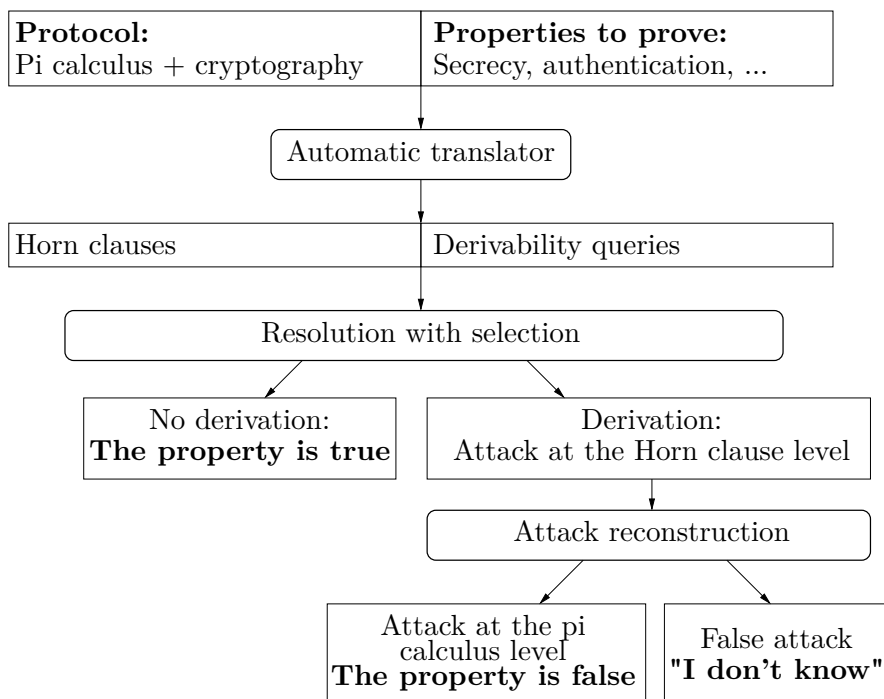 Protocol:
Pi calculus + cryptography
Properties to prove:
Secrecy, authentication, ...
Automatic translator
Horn clauses
Derivability queries
Resolution with selection
No derivation:
The property is true
Derivation:
Attack at the Horn clause level
Attack reconstruction
Attack at the pi
calculus level
The property is false
False attack
"I don't know"